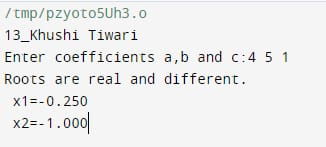 /tmp/pzyoto5Uh3.o
13_Khushi Tiwari
Enter coefficients a,b and c:4 5 1
Roots are real and different.
x1=-0.250
x2=-1.000